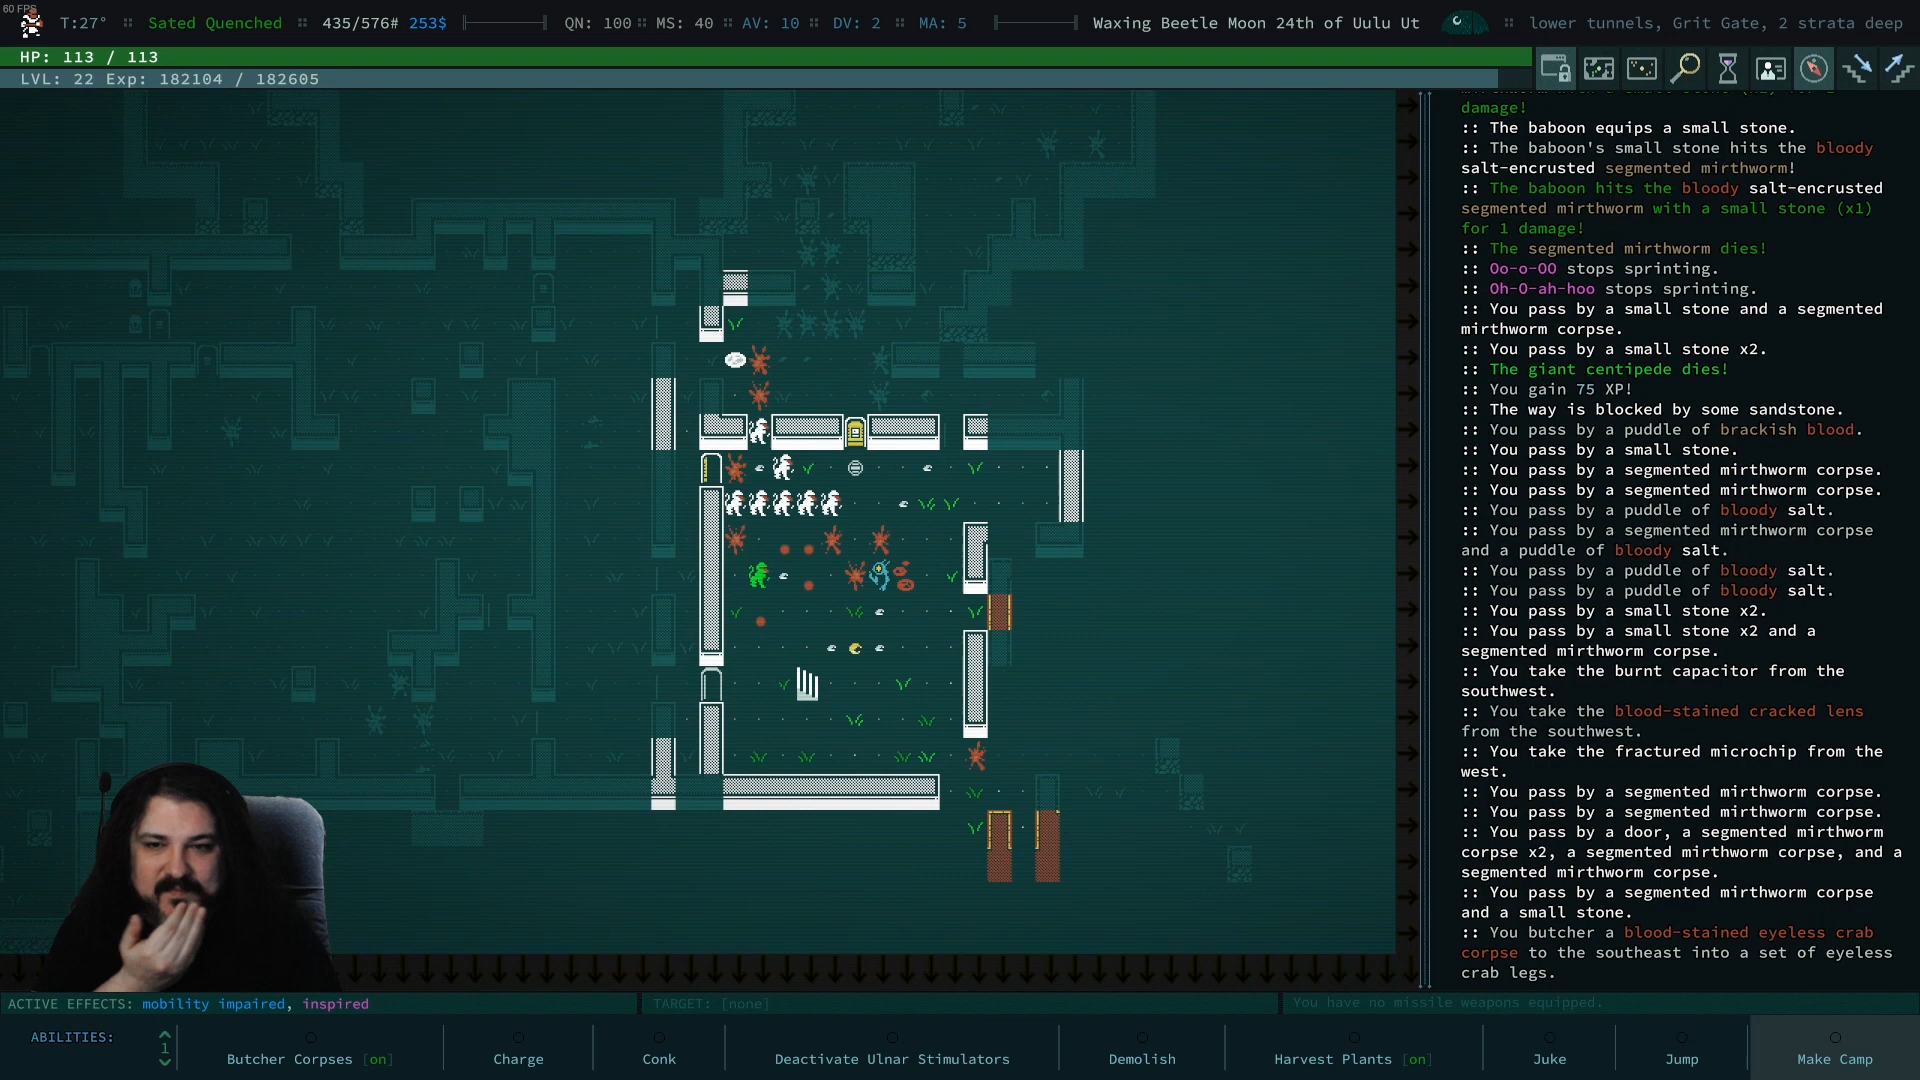 60 FPS
T:27° :: Sated Quenched :: 435/576# 253$ QN: 100 :: MS: 40 :: AV: 10 :: DV: 2 :: MA: 5 Waxing Beetle Moon 24th of Uulu Ut :: lower tunnels, Grit Gate, 2 strata deep
HP: 113 / 113
LVL: 22 Exp: 182104 / 182605
damage!
:: The baboon equips a small stone.
:: The baboon's small stone hits the bloody
salt-encrusted segmented mirthworm!
:: The baboon hits the bloody salt-encrusted
segmented mirthworm with a small stone (x1)
for 1 damage!
:: The segmented mirthworm dies!
:: Oo-o-OO stops sprinting.
:: Oh-O-ah-hoo stops sprinting.
:: You pass by a small stone and a segmented
mirthworm corpse.
:: You pass by a small stone x2.
:: The giant centipede dies!
:: You gain 75 XP!
:: The way is blocked by some sandstone.
:: You pass by a puddle of brackish blood.
:: You pass by a small stone.
:: You pass by a segmented mirthworm corpse.
:: You pass by a segmented mirthworm corpse.
:: You pass by a puddle of bloody salt.
:: You pass by a segmented mirthworm corpse
and a puddle of bloody salt.
:: You pass by a puddle of bloody salt.
:: You pass by a puddle of bloody salt.
:: You pass by a small stone x2.
:: You pass by a small stone x2 and a
segmented mirthworm corpse.
:: You take the burnt capacitor from the
southwest.
:: You take the blood-stained cracked lens
from the southwest.
:: You take the fractured microchip from the
west.
:: You pass by a segmented mirthworm corpse.
:: You pass by a segmented mirthworm corpse.
:: You pass by a door, a segmented mirthworm
corpse x2, a segmented mirthworm corpse, and a
segmented mirthworm corpse.
:: You pass by a segmented mirthworm corpse
and a small stone.
:: You butcher a blood-stained eyeless crab
corpse to the southeast into a set of eyeless
crab legs.
ACTIVE EFFECTS: mobility impaired, inspired
TARGET: [none]
You have no missile weapons equipped.
ABILITIES:
1
Butcher Corpses [on]
Charge
Conk
Deactivate Ulnar Stimulators
Demolish
Harvest Plants [on]
Juke
Jump
Make Camp